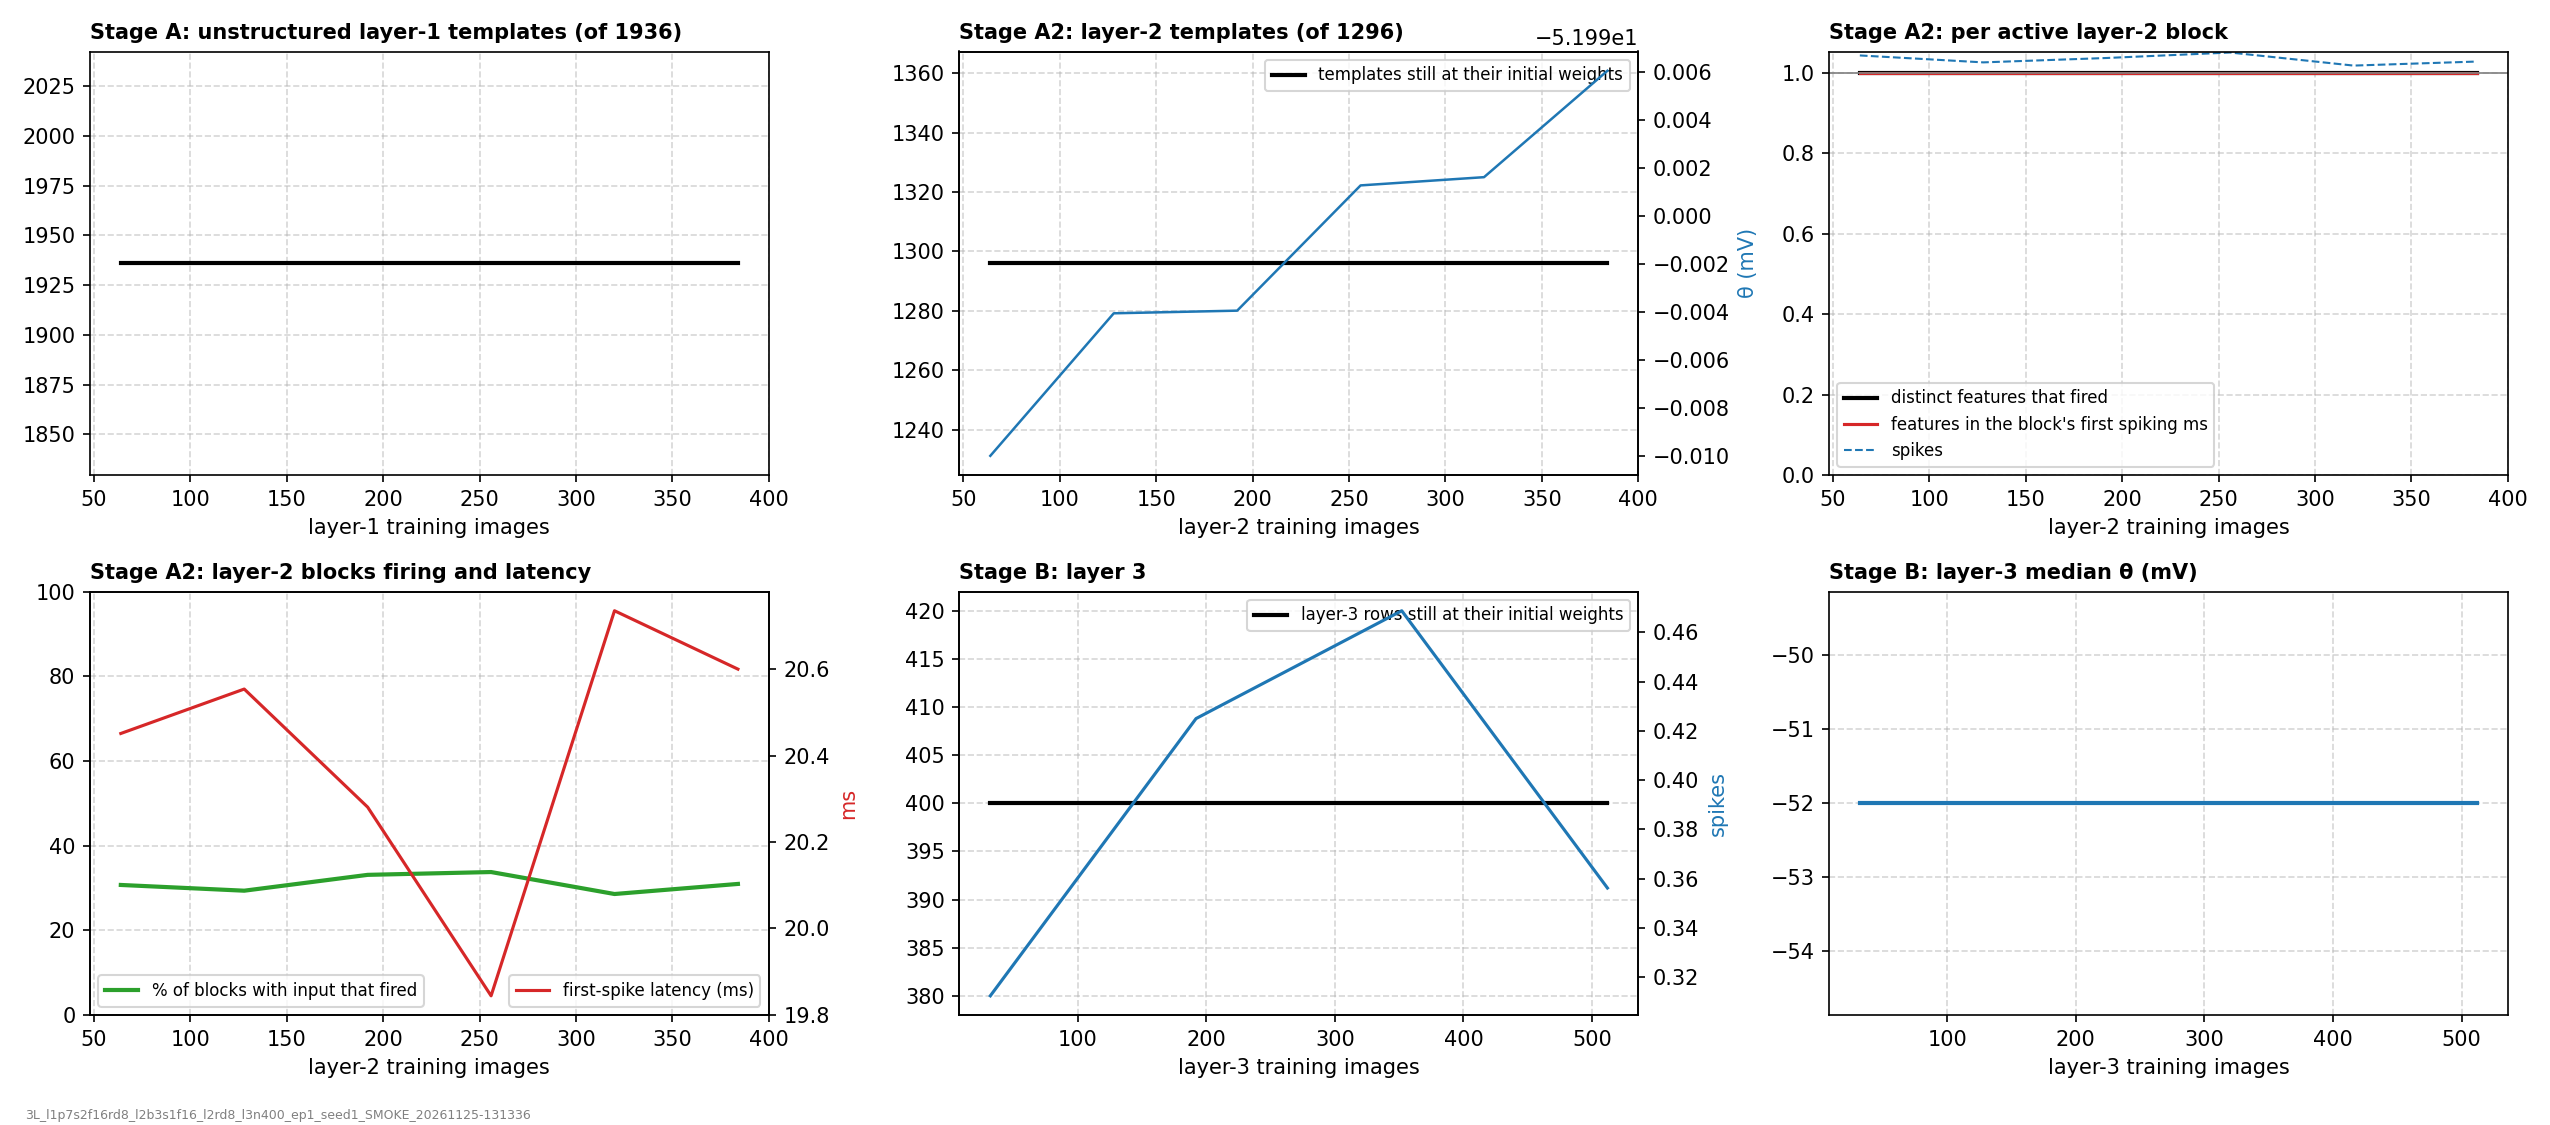 Stage A: unstructured layer-1 templates (of 1936)
2025
2000
1975
1950
1925
1900
1875
1850
50 100 150 200 250 300 350 400
layer-1 training images
Stage A2: layer-2 templates (of 1296)
−5.199e1
templates still at their initial weights
1360
1340
1320
1300
1280
1260
1240
0.006
0.004
0.002
0.000
−0.002
−0.004
−0.006
−0.008
−0.010
θ (mV)
50 100 150 200 250 300 350 400
layer-2 training images
Stage A2: per active layer-2 block
1.0
0.8
0.6
0.4
0.2
0.0
distinct features that fired
features in the block's first spiking ms
spikes
50 100 150 200 250 300 350 400
layer-2 training images
Stage A2: layer-2 blocks firing and latency
100
80
60
40
20
0
20.6
20.4
20.2
20.0
19.8
ms
% of blocks with input that fired
first-spike latency (ms)
50 100 150 200 250 300 350 400
layer-2 training images
Stage B: layer 3
layer-3 rows still at their initial weights
420
415
410
405
400
395
390
385
380
0.46
0.44
0.42
0.40
0.38
0.36
0.34
0.32
spikes
100 200 300 400 500
layer-3 training images
Stage B: layer-3 median θ (mV)
−50
−51
−52
−53
−54
100 200 300 400 500
layer-3 training images
3L_l1p7s2f16rd8_l2b3s1f16_l2rd8_l3n400_ep1_seed1_SMOKE_20261125-131336